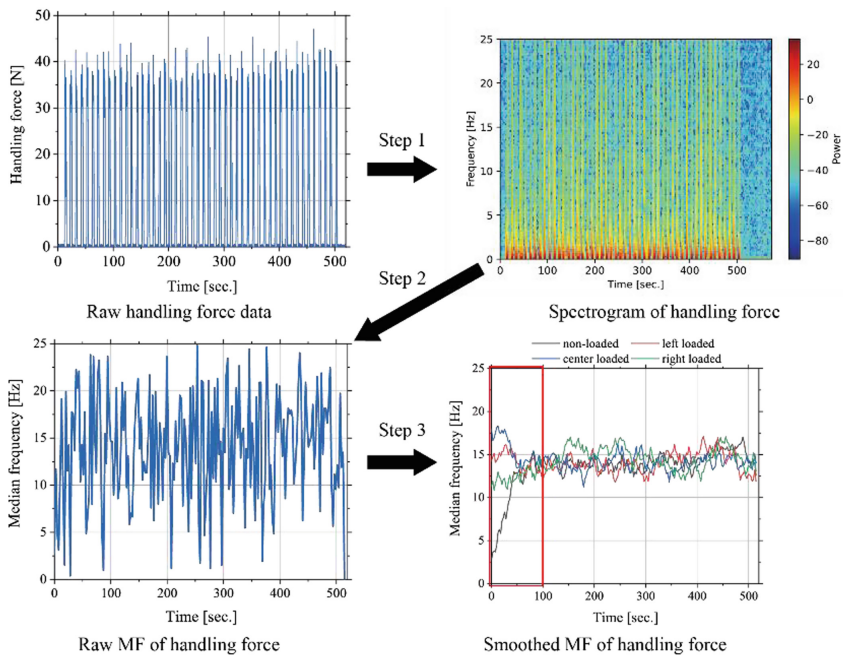 50
40
30
20
10
0
Handling force [N]
0 100 200 300 400 500
Time [sec.]
Raw handling force data
Step 1
25
20
15
10
5
0
Frequency [Hz]
0 100 200 300 400 500
Time [sec.]
20
0
−20
−40
−60
−80
Power
Spectrogram of handling force
Step 2
25
20
15
10
5
0
Median frequency [Hz]
0 100 200 300 400 500
Time [sec.]
Raw MF of handling force
Step 3
non-loaded left loaded
center loaded right loaded
25
20
15
10
5
0
Median frequency [Hz]
0 100 200 300 400 500
Time [sec.]
Smoothed MF of handling force